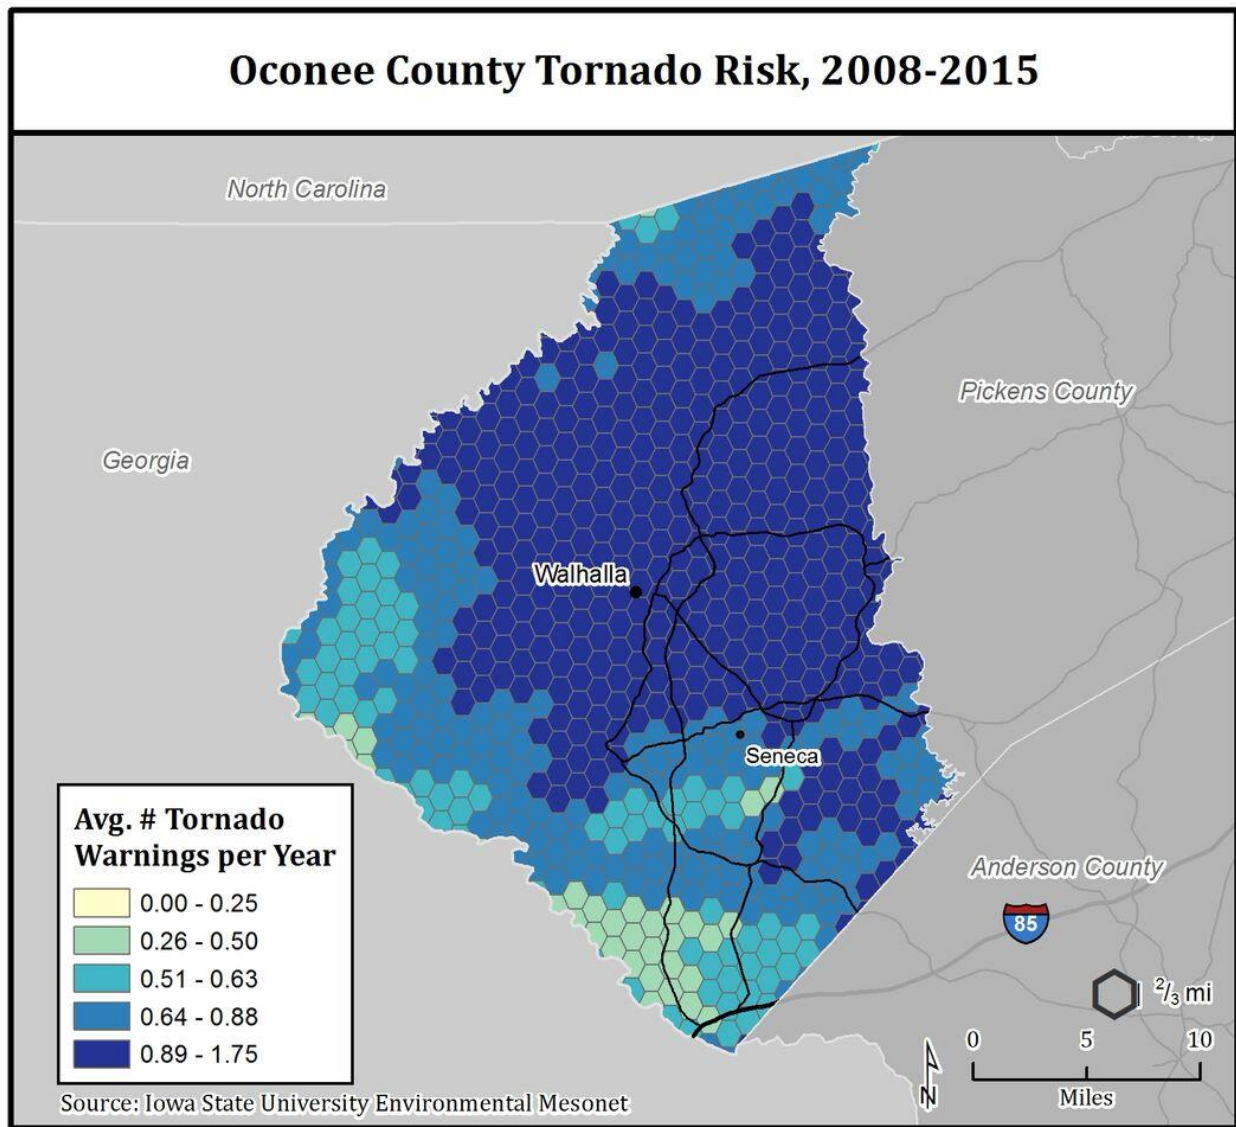 Oconee County Tornado Risk, 2008-2015
North Carolina
Pickens County
Georgia
Walhalla
Seneca
Avg. # Tornado
Warnings per Year
0.00 - 0.25
0.26 - 0.50
0.51 - 0.63
0.64 - 0.88
0.89 - 1.75
Anderson County
85
2/3 mi
0 5 10
Miles
N
Source: Iowa State University Environmental Mesonet